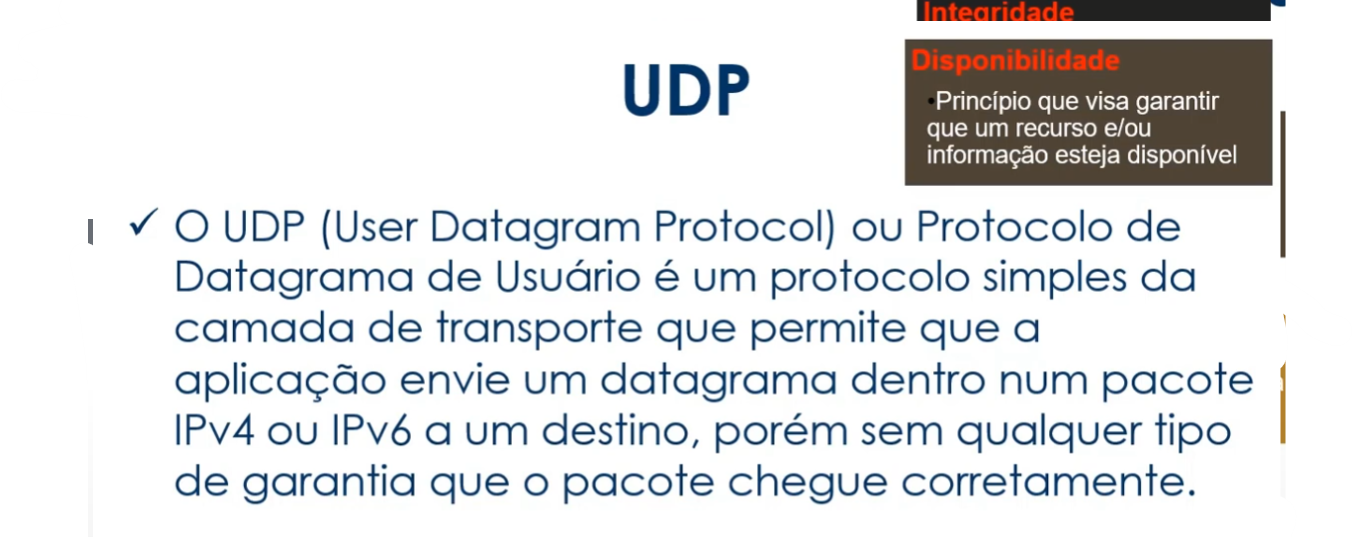 Integridade
UDP
Disponibilidade
•Princípio que visa garantir
que um recurso e/ou
informação esteja disponível
✓ O UDP (User Datagram Protocol) ou Protocolo de
Datagrama de Usuário é um protocolo simples da
camada de transporte que permite que a
aplicação envie um datagrama dentro num pacote
IPv4 ou IPv6 a um destino, porém sem qualquer tipo
de garantia que o pacote chegue corretamente.